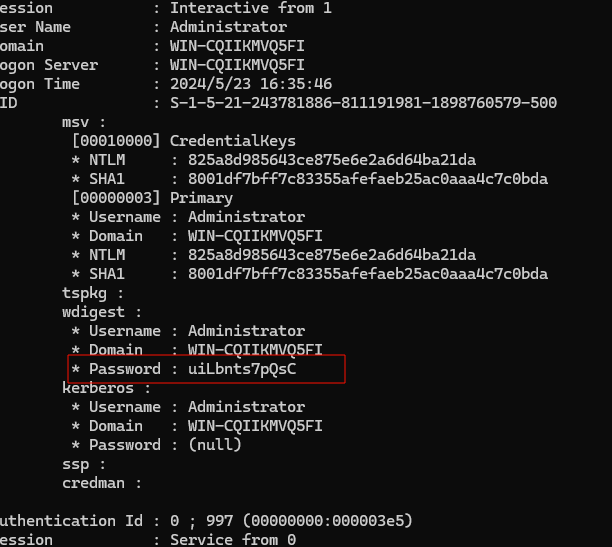 ession           : Interactive from 1
ser Name         : Administrator
omain            : WIN-CQIIKMVQ5FI
ogon Server      : WIN-CQIIKMVQ5FI
ogon Time        : 2024/5/23 16:35:46
ID               : S-1-5-21-243781886-811191981-1898760579-500
msv :
[00010000] CredentialKeys
* NTLM     : 825a8d985643ce875e6e2a6d64ba21da
* SHA1     : 8001df7bff7c83355afefaeb25ac0aaa4c7c0bda
[00000003] Primary
* Username : Administrator
* Domain   : WIN-CQIIKMVQ5FI
* NTLM     : 825a8d985643ce875e6e2a6d64ba21da
* SHA1     : 8001df7bff7c83355afefaeb25ac0aaa4c7c0bda
tspkg :
wdigest :
* Username : Administrator
* Domain   : WIN-CQIIKMVQ5FI
* Password : uiLbnts7pQsC
kerberos :
* Username : Administrator
* Domain   : WIN-CQIIKMVQ5FI
* Password : (null)
ssp :
credman :
uthentication Id : 0 ; 997 (00000000:000003e5)
ession           : Service from 0